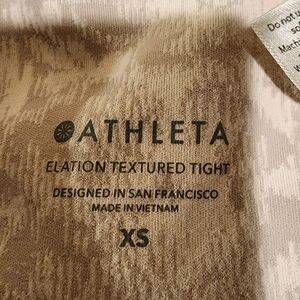 ATHLETA
ELATION TEXTURED TIGHT
DESIGNED IN SAN FRANCISCO
MADE IN VIETNAM
XS
Do not